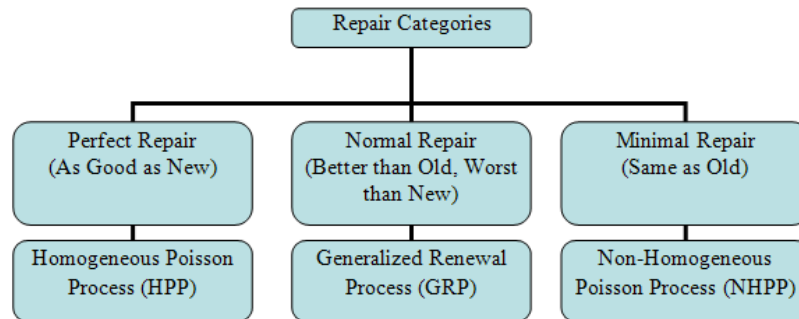 Repair Categories
Perfect Repair
(As Good as New)
Normal Repair
(Better than Old, Worst
than New)
Minimal Repair
(Same as Old)
Homogeneous Poisson
Process (HPP)
Generalized Renewal
Process (GRP)
Non-Homogeneous
Poisson Process (NHPP)